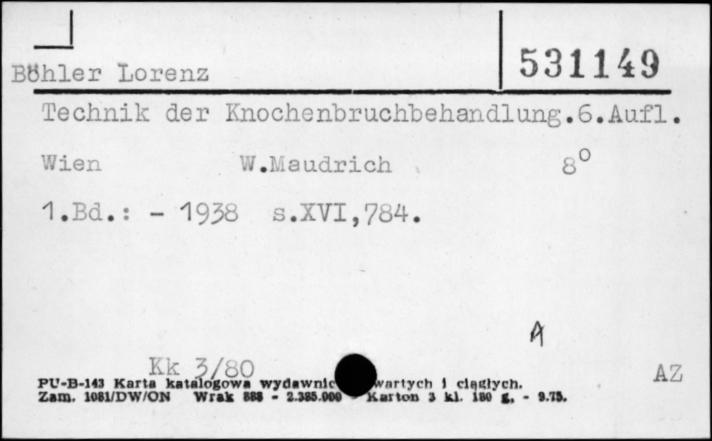 531149
Böhler Lorenz
Technik der Knochenbruchbehandlung.6.Aufl.
Wien W.Maudrich 8°
1.Bd.: - 1938 s.XVI,784.
A
Kk 3/80
AZ
PU-B-143 Karta katalogowa wydawnic wartych i ciągłych.
Zam. 1081/DW/ON Wrak 888 - 2.385.000 Karton 3 kl. 180 g. - 9.75.